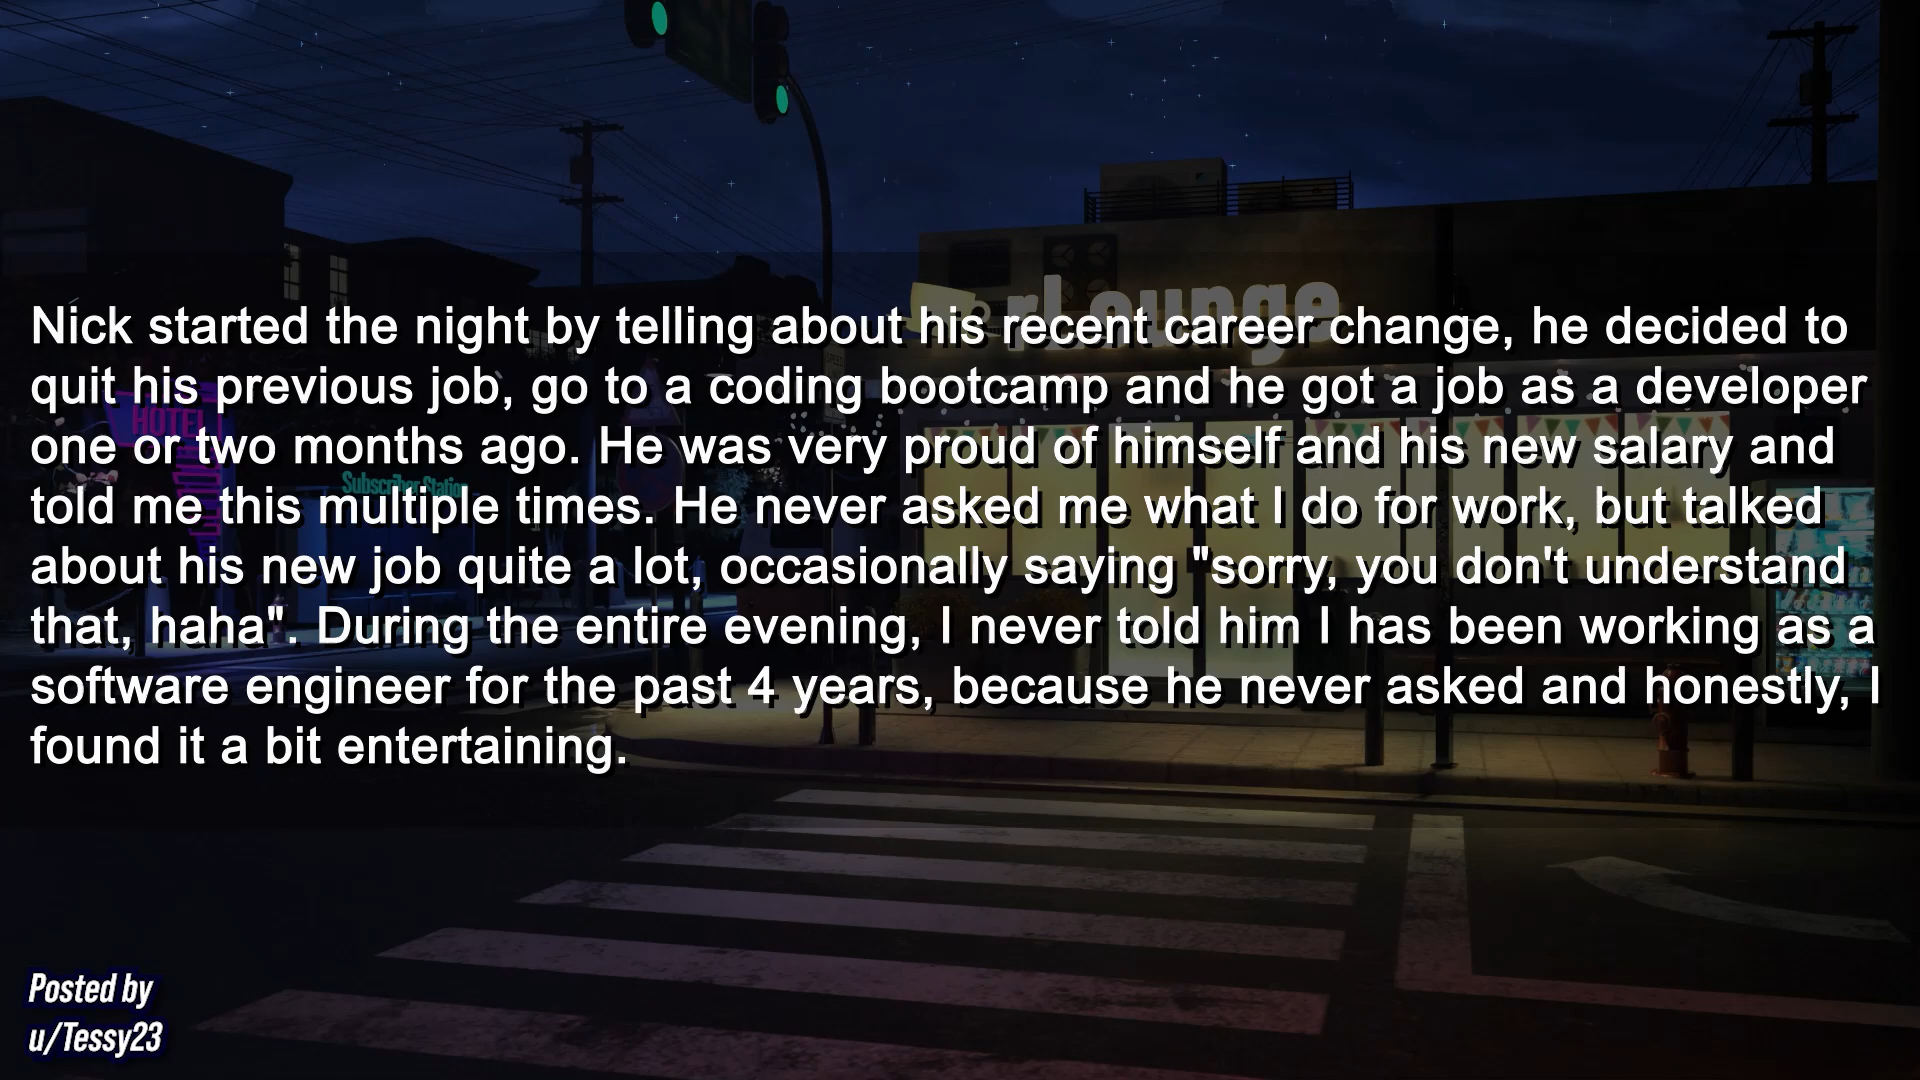 rLounge
Nick started the night by telling about his recent career change, he decided to
quit his previous job, go to a coding bootcamp and he got a job as a developer
one or two months ago. He was very proud of himself and his new salary and
told me this multiple times. He never asked me what I do for work, but talked
about his new job quite a lot, occasionally saying "sorry, you don't understand
that, haha". During the entire evening, I never told him I has been working as a
software engineer for the past 4 years, because he never asked and honestly, I
found it a bit entertaining.
HOTEL
Subscriber Station
Posted by
u/Tessy23